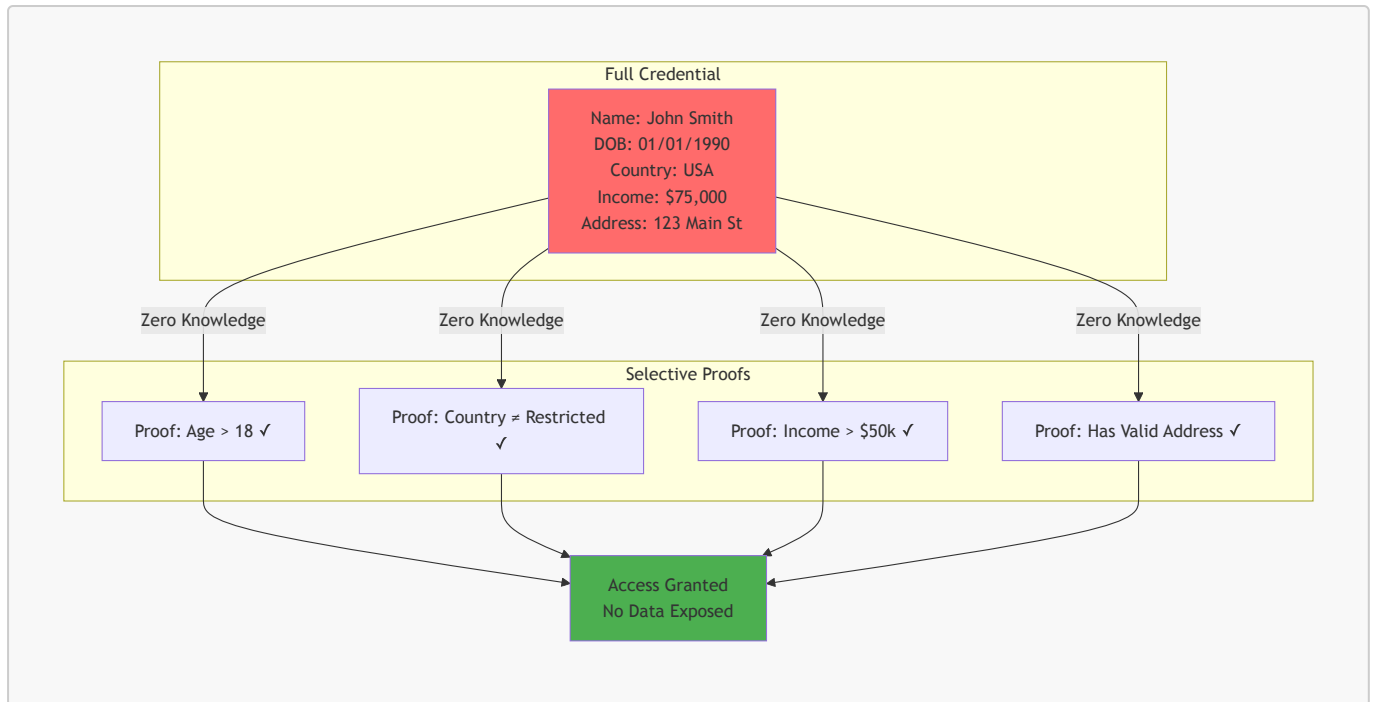 Full Credential
Name: John Smith
DOB: 01/01/1990
Country: USA
Income: $75,000
Address: 123 Main St
Zero Knowledge
Zero Knowledge
Zero Knowledge
Zero Knowledge
Selective Proofs
Proof: Age > 18 ✓
Proof: Country ≠ Restricted
✓
Proof: Income > $50k ✓
Proof: Has Valid Address ✓
Access Granted
No Data Exposed